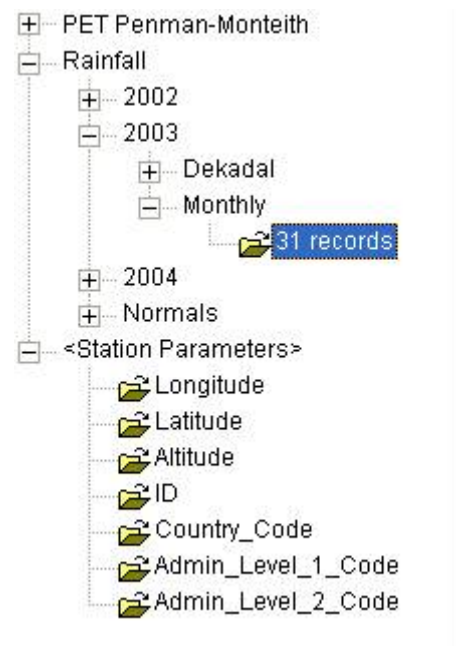 PET Penman-Monteith
Rainfall
2002
2003
Dekadal
Monthly
31 records
2004
Normals
<Station Parameters>
Longitude
Latitude
Altitude
ID
Country_Code
Admin_Level_1_Code
Admin_Level_2_Code